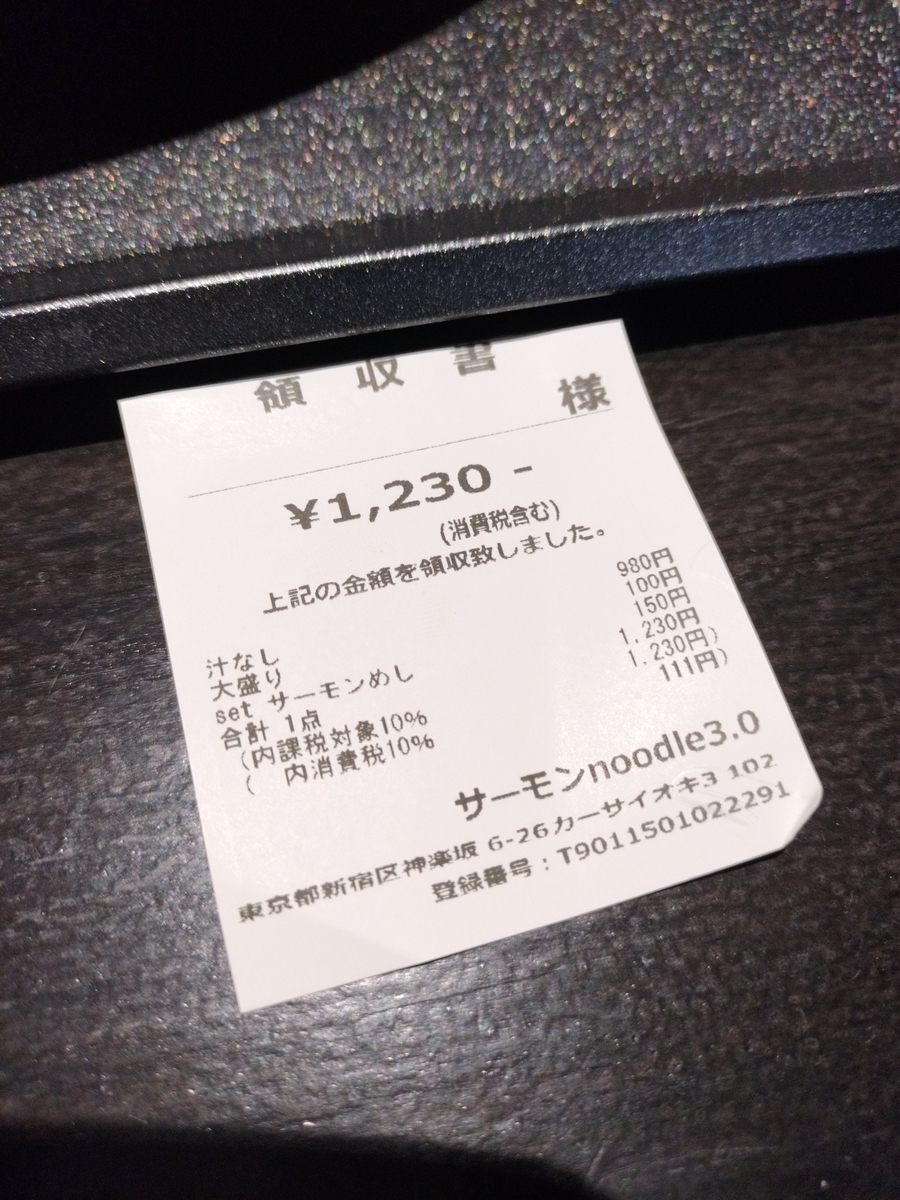 領 収 書
様
¥1,230 -
(消費税含む)
上記の金額を領収致しました。
汁なし 980円
大盛り 100円
set サーモンめし 150円
合計 1点 1,230円
(内課税対象10% 1,230円)
( 内消費税10% 111円)
サーモンnoodle3.0
東京都新宿区神楽坂 6-26カーサイオキ3 102
登録番号：T9011501022291